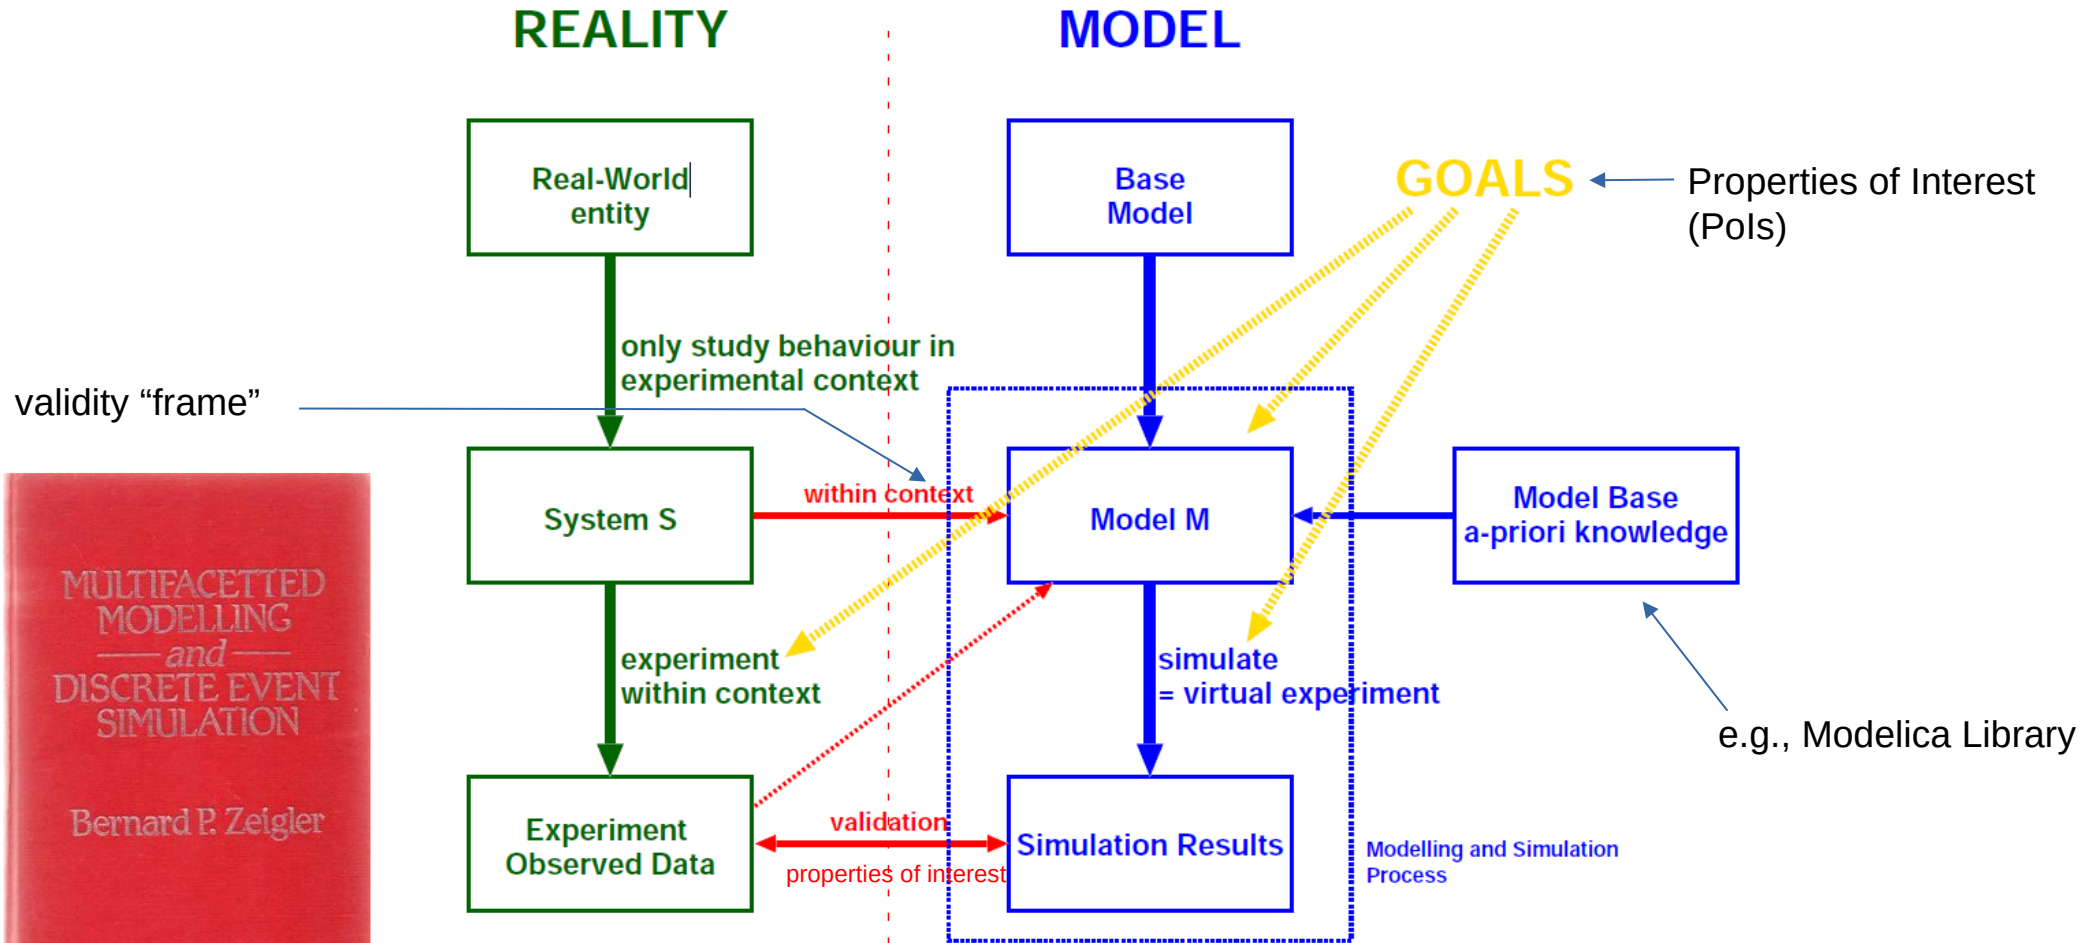 REALITY
MODEL
Real-World
entity
Base
Model
GOALS
Properties of Interest
(PoIs)
only study behaviour in
experimental context
validity “frame”
within context
System S
Model M
Model Base
a-priori knowledge
MULTIFACETTED
MODELLING
and
DISCRETE EVENT
SIMULATION
Bernard P. Zeigler
experiment
within context
simulate
= virtual experiment
e.g., Modelica Library
Experiment
Observed Data
validation
properties of interest
Simulation Results
Modelling and Simulation
Process